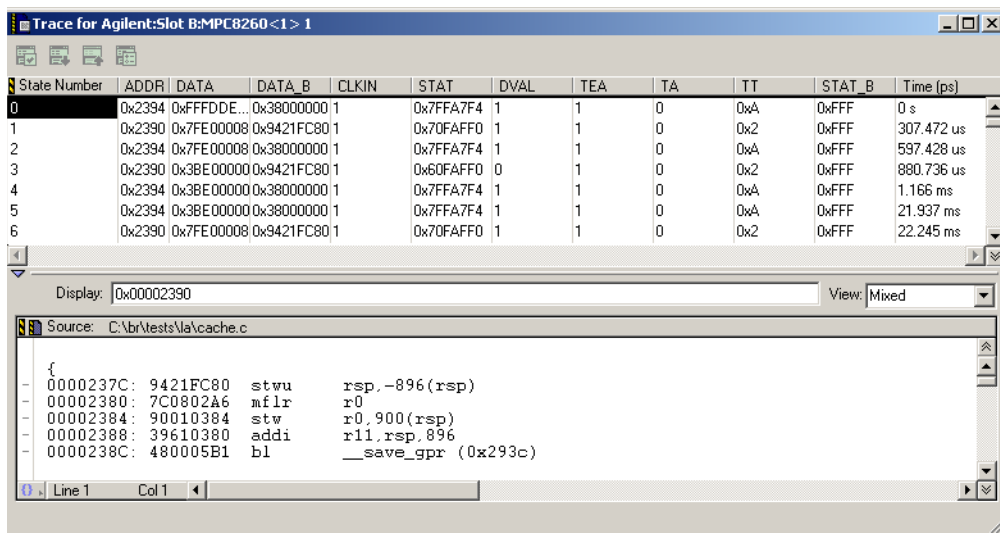 Trace for Agilent:Slot B:MPC8260<1> 1
State Number ADDR DATA DATA_B CLKIN STAT DVAL TEA TA TT STAT_B Time (ps)
0 0x2394 0xFFFDDE... 0x38000000 1 0x7FFA7F4 1 1 0 0xA 0xFFF 0 s
1 0x2390 0x7FE00008 0x9421FC80 1 0x70FAFF0 1 1 0 0x2 0xFFF 307.472 us
2 0x2394 0x7FE00008 0x38000000 1 0x7FFA7F4 1 1 0 0xA 0xFFF 597.428 us
3 0x2390 0x3BE00000 0x9421FC80 1 0x60FAFF0 0 1 0 0x2 0xFFF 880.736 us
4 0x2394 0x3BE00000 0x38000000 1 0x7FFA7F4 1 1 0 0xA 0xFFF 1.166 ms
5 0x2394 0x3BE00000 0x38000000 1 0x7FFA7F4 1 1 0 0xA 0xFFF 21.937 ms
6 0x2390 0x7FE00008 0x9421FC80 1 0x70FAFF0 1 1 0 0x2 0xFFF 22.245 ms
Display: 0x00002390 View: Mixed
Source: C:\br\tests\la\cache.c
{
0000237C: 9421FC80 stwu rsp,-896(rsp)
00002380: 7C0802A6 mflr r0
00002384: 90010384 stw r0,900(rsp)
00002388: 39610380 addi r11,rsp,896
0000238C: 480005B1 bl __save_gpr (0x293c)
Line 1 Col 1